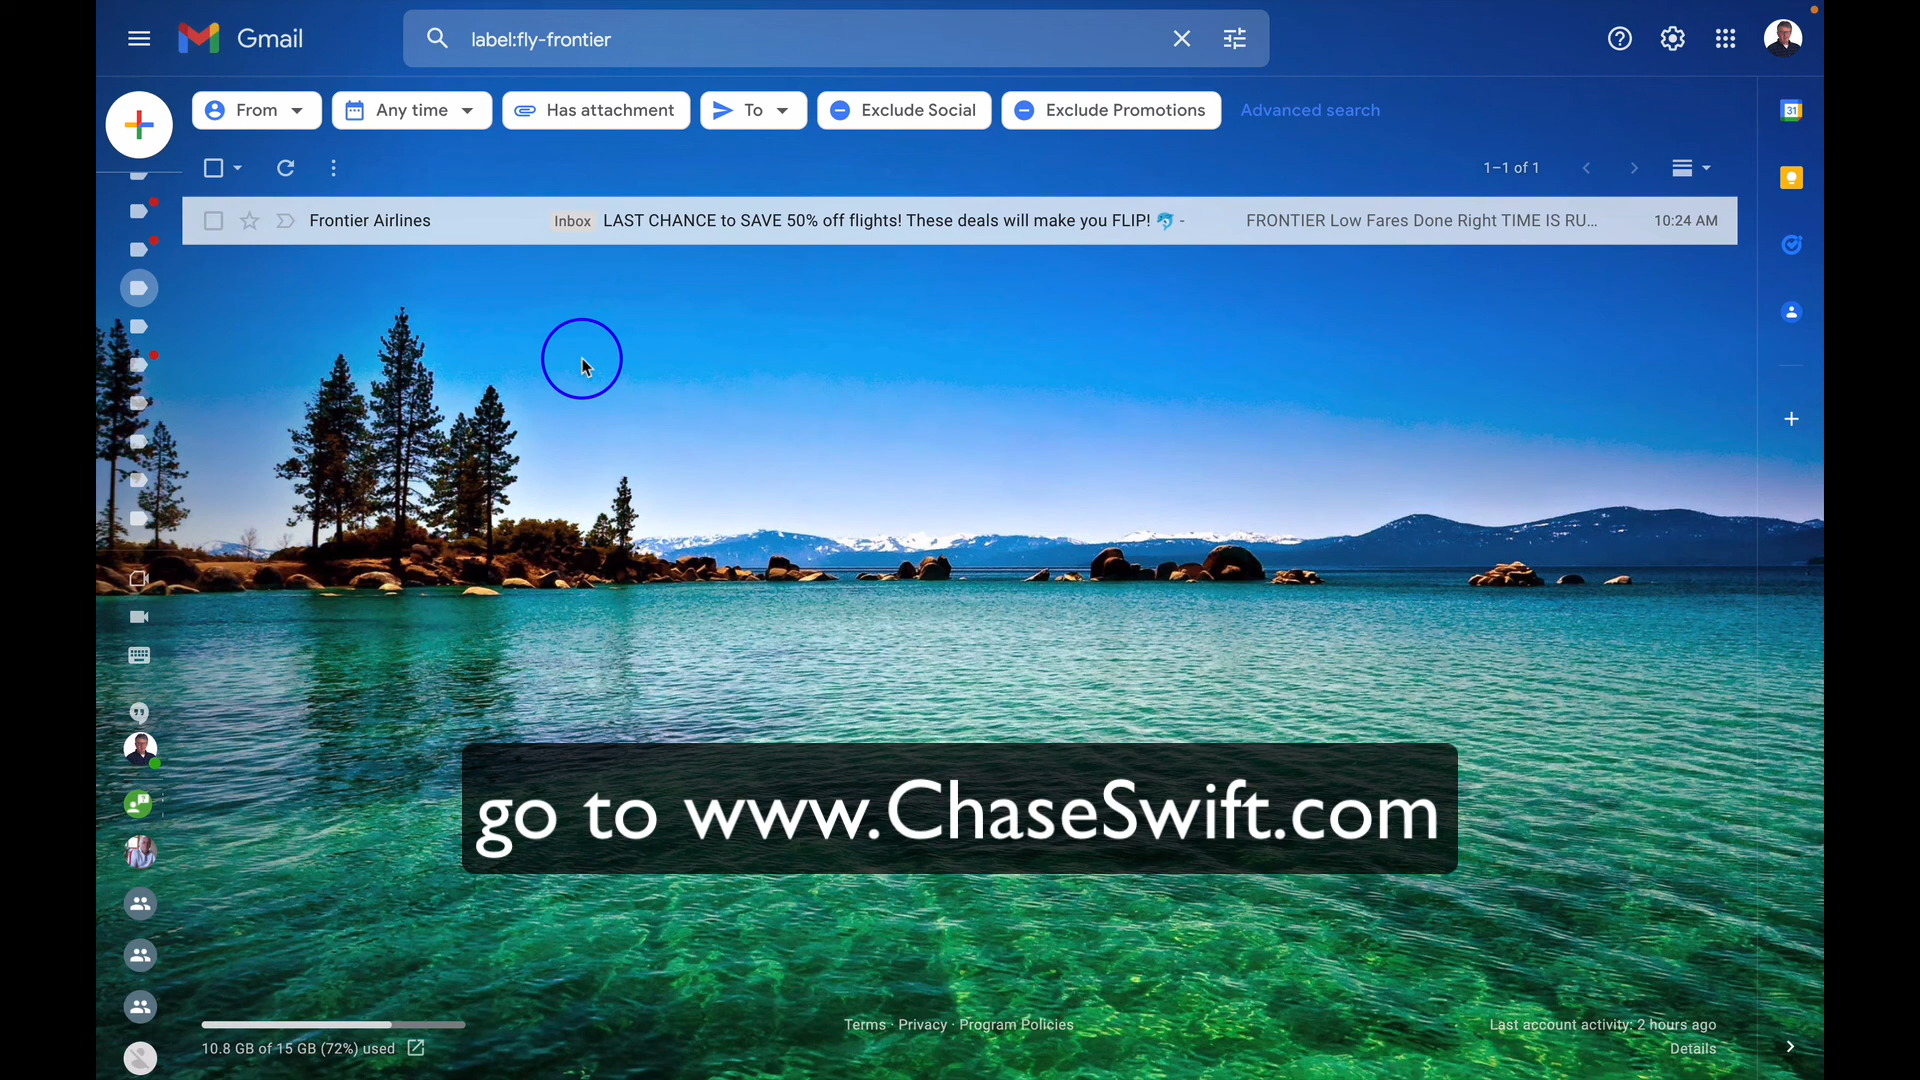 Gmail
label:fly-frontier
From
Any time
Has attachment
To
Exclude Social
Exclude Promotions
Advanced search
1–1 of 1
Frontier Airlines Inbox LAST CHANCE to SAVE 50% off flights! These deals will make you FLIP! 🐬 - FRONTIER Low Fares Done Right TIME IS RU... 10:24 AM
31
go to www.ChaseSwift.com
Terms · Privacy · Program Policies
Last account activity: 2 hours ago
10.8 GB of 15 GB (72%) used
Details